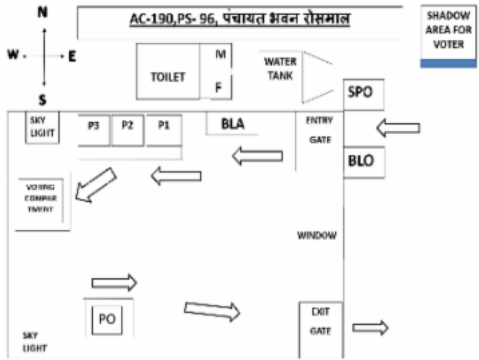 N
AC-190,PS- 96, पंचायत भवन रोसमाल
SHADOW
AREA FOR
VOTER
W
E
S
TOILET
M
F
WATER
TANK
SPO
SKY
LIGHT
P3
P2
P1
BLA
ENTRY
GATE
BLO
VOTING
COMPAR
TMENT
WINDOW
PO
EXIT
GATE
SKY
LIGHT